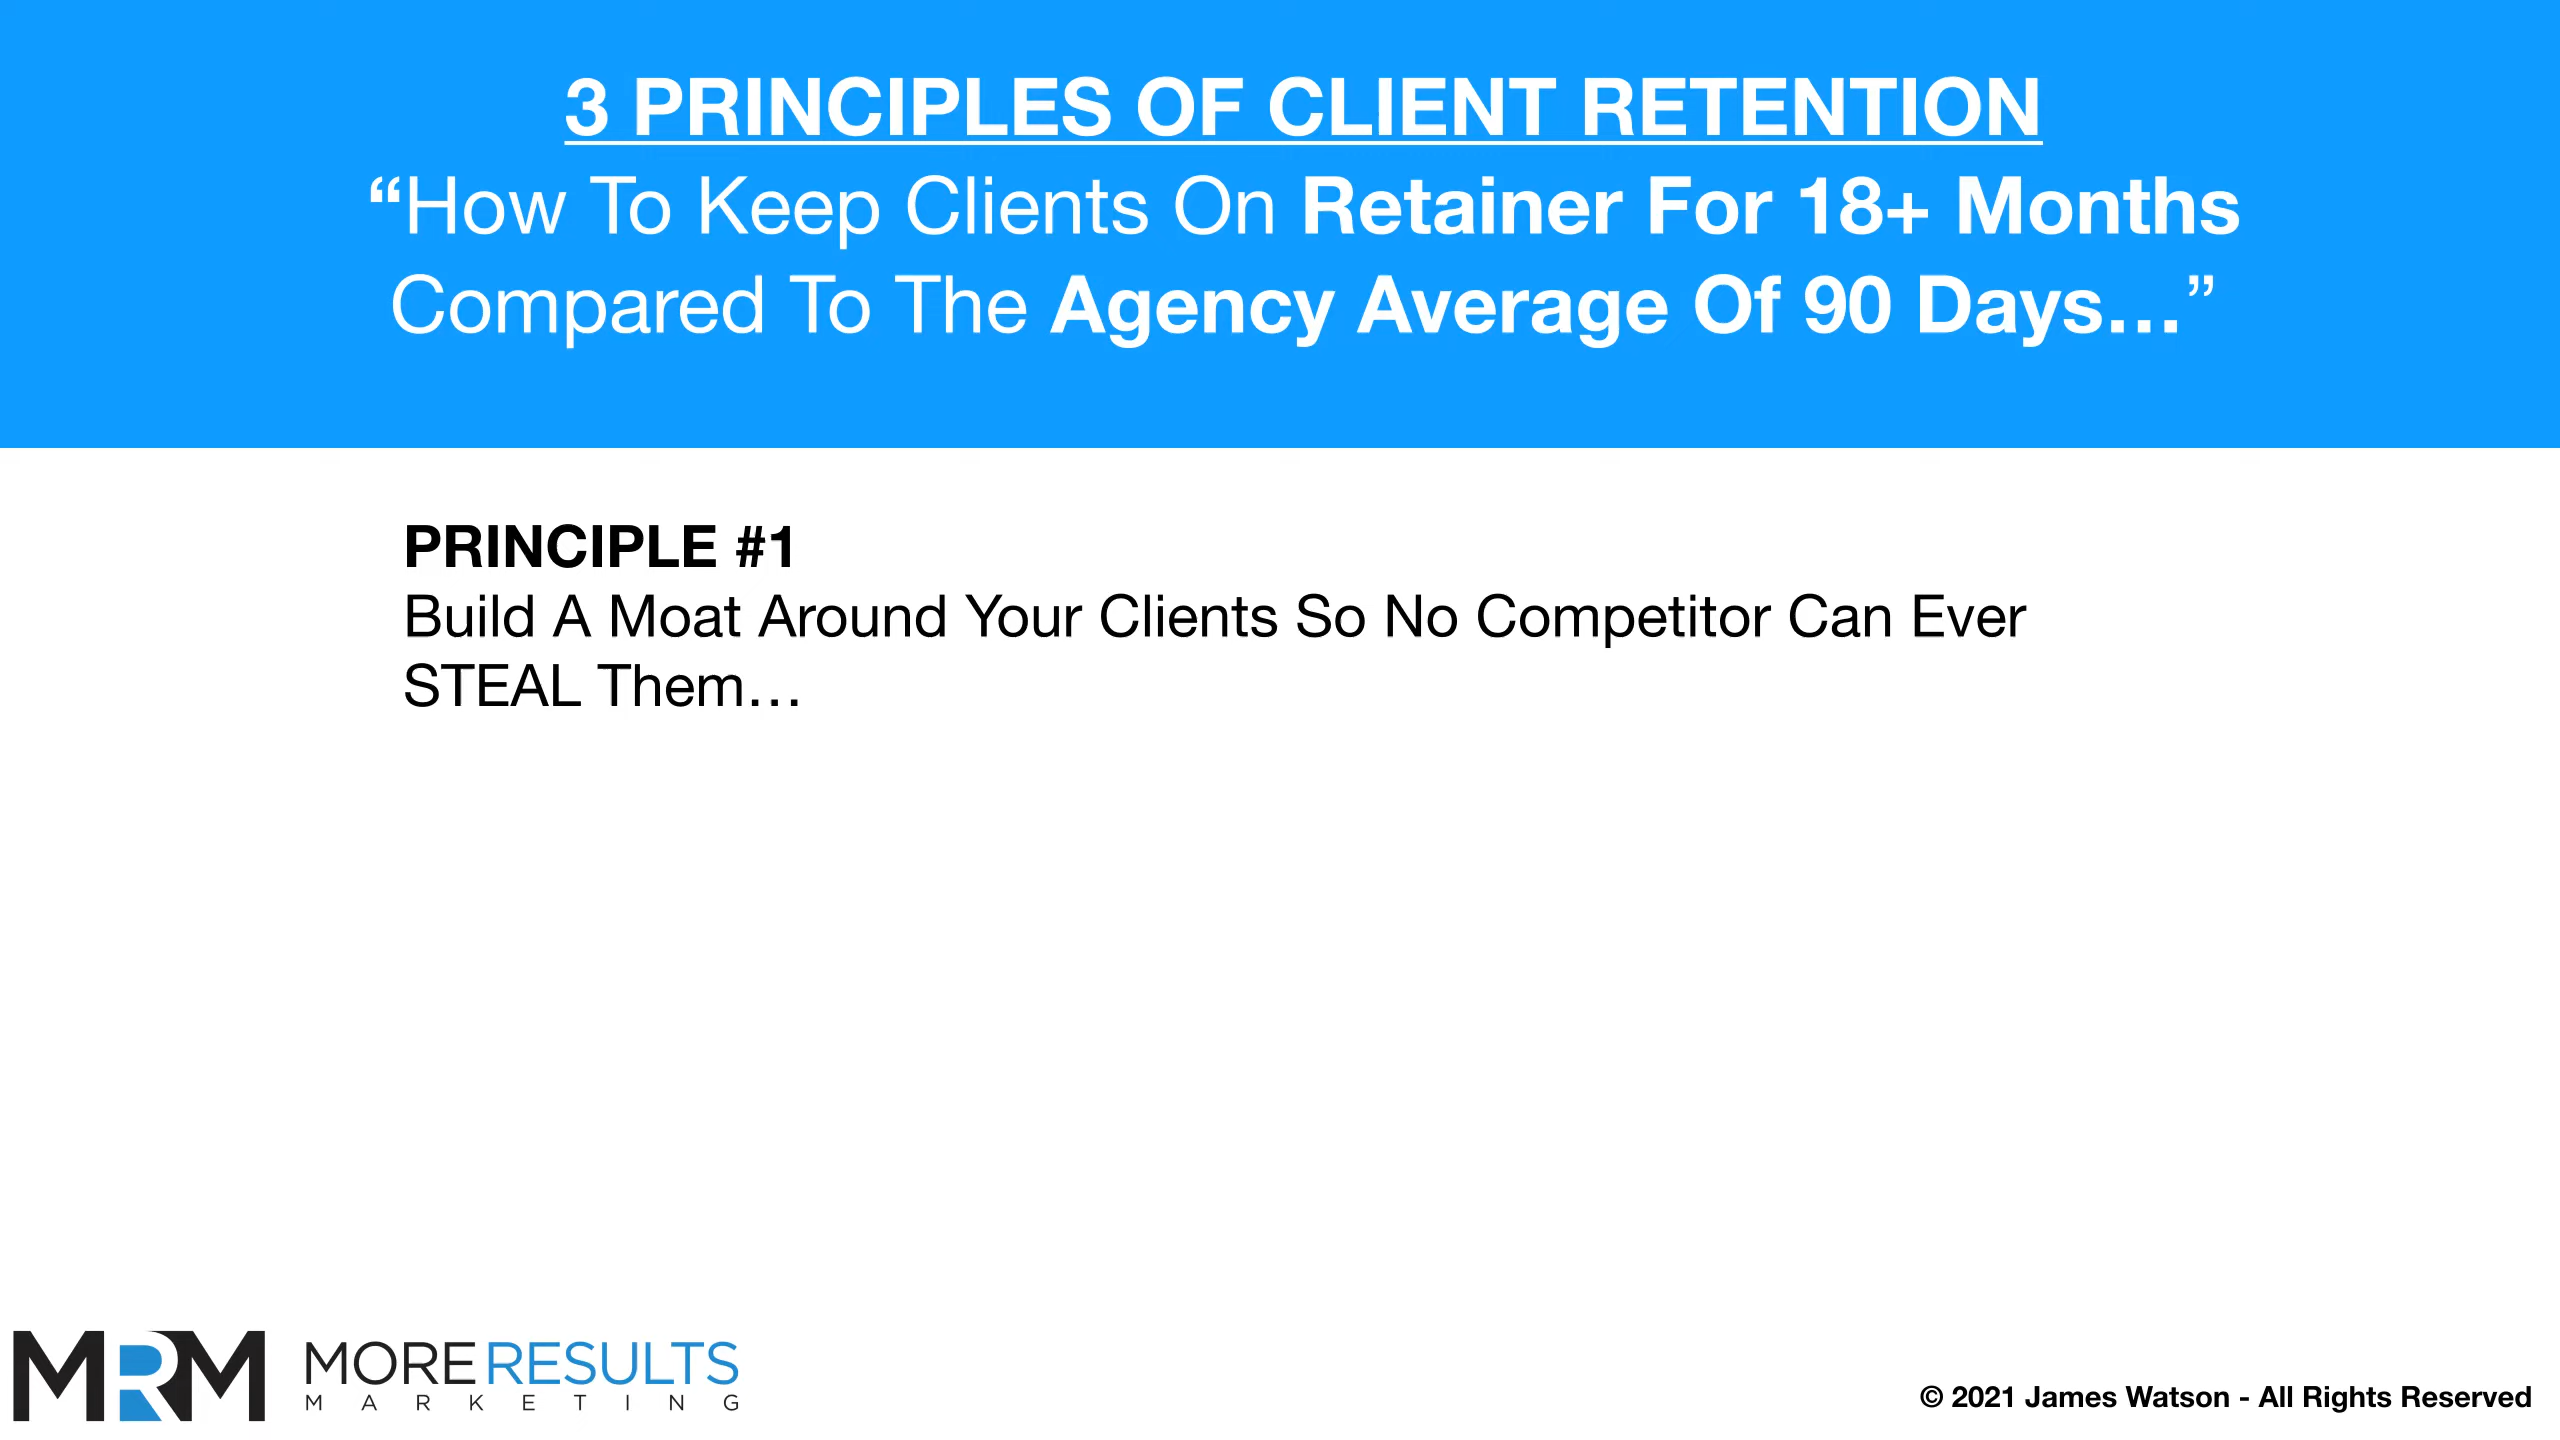 3 PRINCIPLES OF CLIENT RETENTION
“How To Keep Clients On Retainer For 18+ Months
Compared To The Agency Average Of 90 Days…”
PRINCIPLE #1
Build A Moat Around Your Clients So No Competitor Can Ever
STEAL Them…
MRM
MORERESULTS
MARKETING
© 2021 James Watson - All Rights Reserved